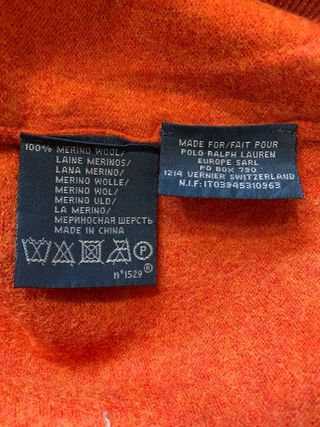 100% MERINO WOOL/
LAINE MERINOS/
LANA MERINO/
MERINO WOLLE/
MERINO WOL/
MERINO ULD/
LA MERINO/
МЕРИНОСНАЯ ШЕРСТЬ
MADE IN CHINA
P
N°1529 ®
MADE FOR/FAIT POUR
POLO RALPH LAUREN
EUROPE SARL
PO BOX 790
1214 VERNIER SWITZERLAND
N.I.F: IT03945310963